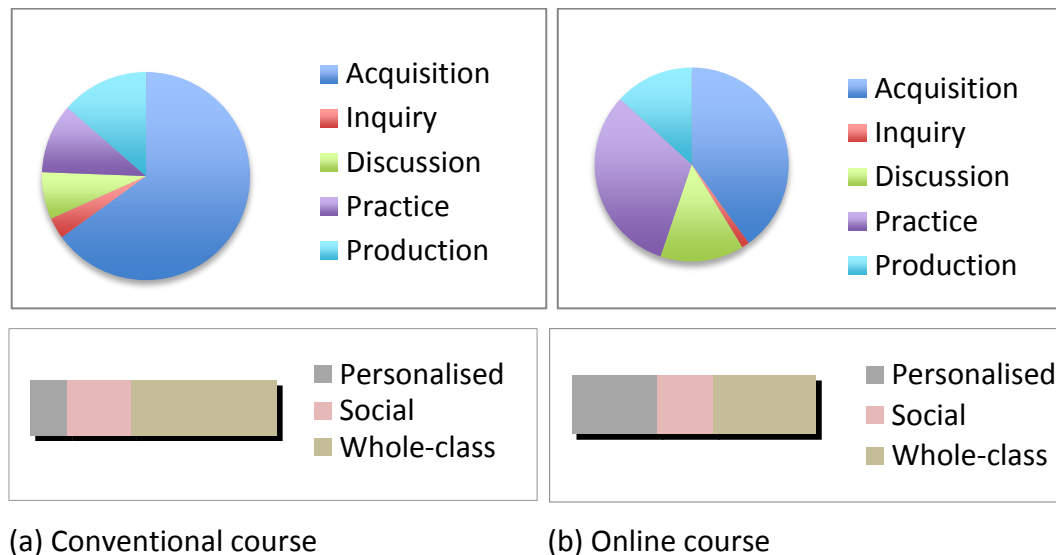 Acquisition
Inquiry
Discussion
Practice
Production
Acquisition
Inquiry
Discussion
Practice
Production
Personalised
Social
Whole-class
Personalised
Social
Whole-class
(a) Conventional course
(b) Online course